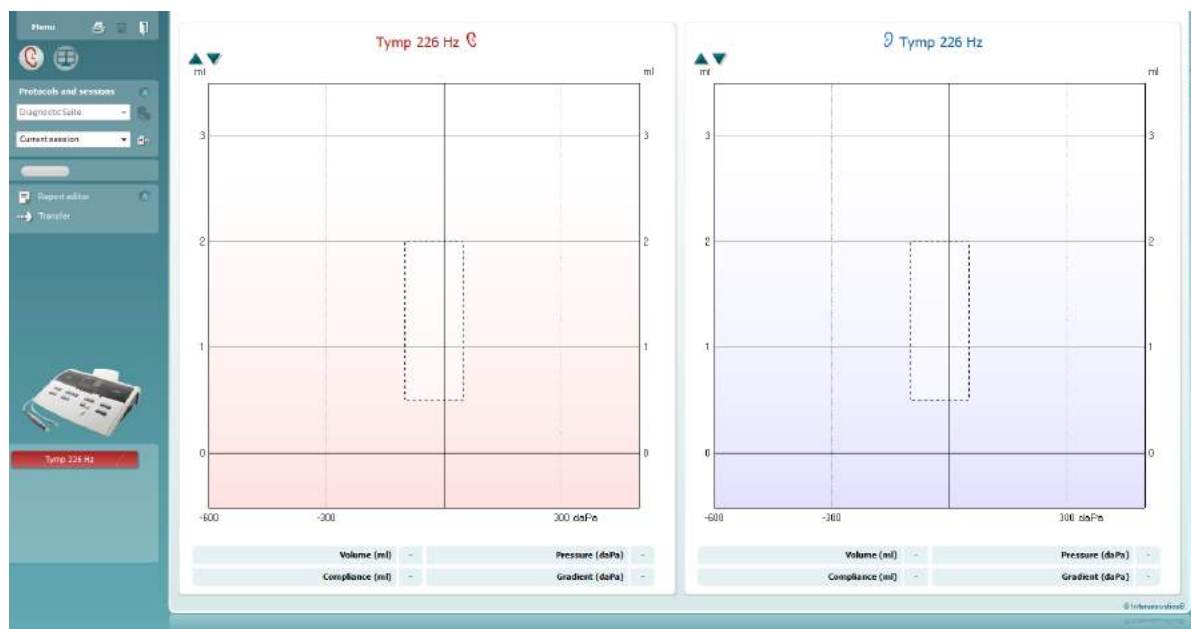 Menu
Protocols and sessions
Diagnostic Suite
Current session
Report editor
Transfer
Tymp 226 Hz
Tymp 226 Hz
ml
ml
3
3
2
2
1
1
0
0
-600
-300
300 daPa
Volume (ml) -
Pressure (daPa) -
Compliance (ml) -
Gradient (daPa) -
Tymp 226 Hz
ml
ml
3
3
2
2
1
1
0
0
-600
-300
300 daPa
Volume (ml) -
Pressure (daPa) -
Compliance (ml) -
Gradient (daPa) -
© Interacoustics®